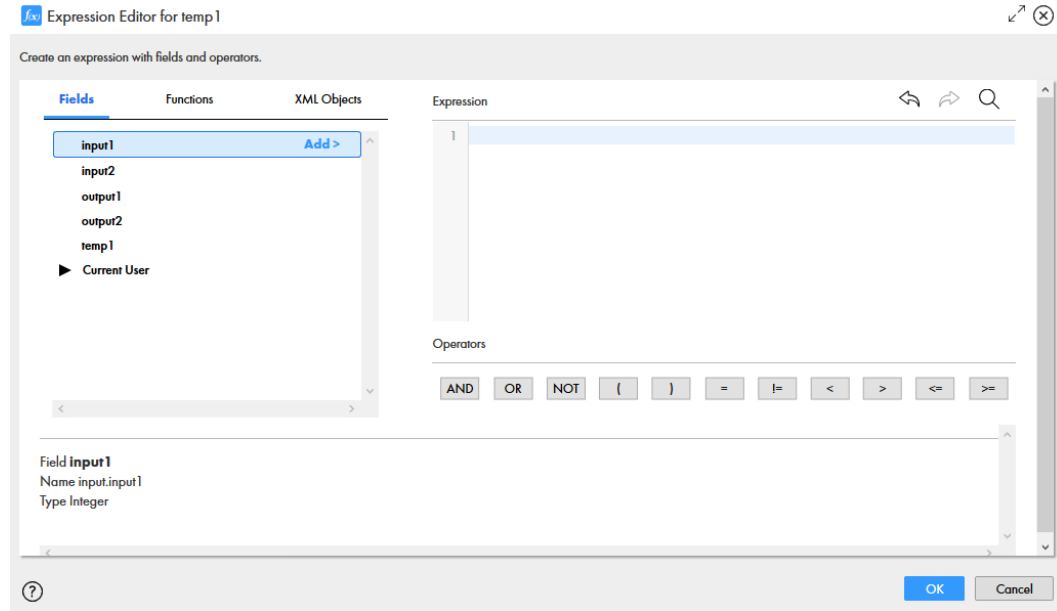 f(x) Expression Editor for temp1
Create an expression with fields and operators.
Fields Functions XML Objects
input1 Add >
input2
output1
output2
temp1
Current User
Expression
1
Operators
AND OR NOT ( ) = != < > <= >=
Field input1
Name input.input1
Type Integer
? OK Cancel